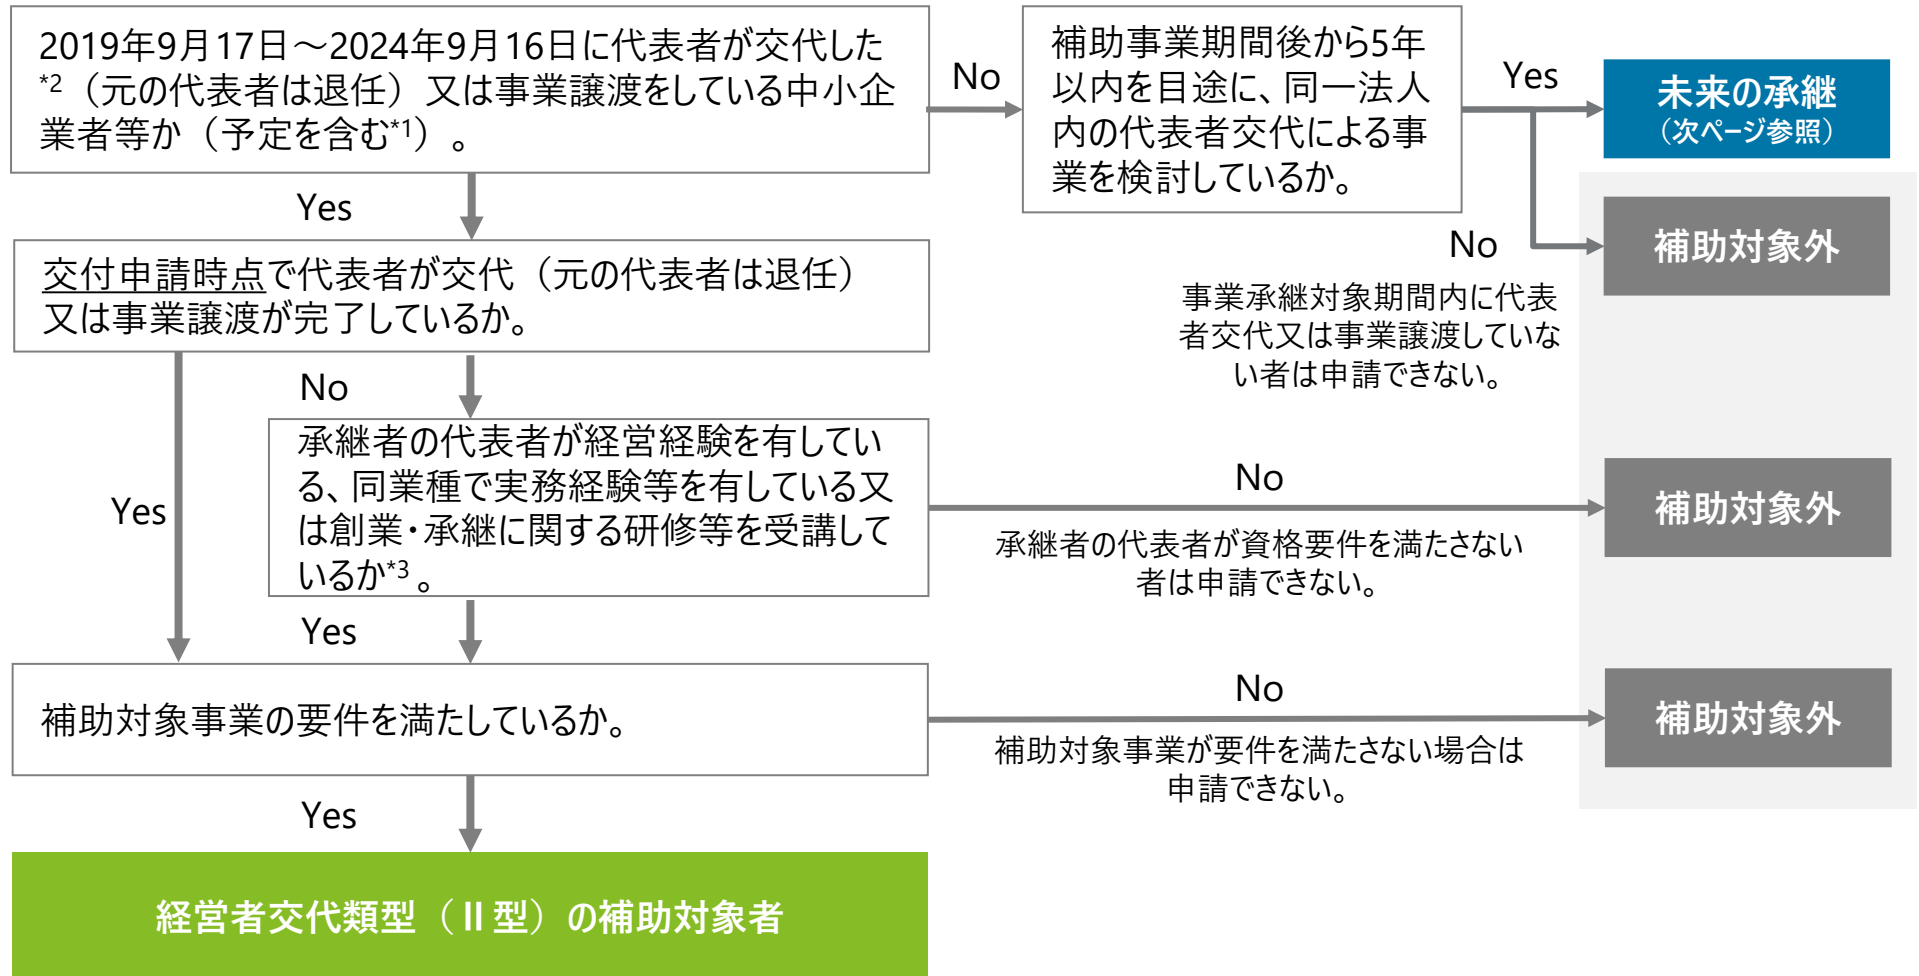 2019年9月17日～2024年9月16日に代表者が交代した
*2（元の代表者は退任）又は事業譲渡をしている中小企
業者等か（予定を含む*1）。
No
補助事業期間後から5年
以内を目途に、同一法人
内の代表者交代による事
業を検討しているか。
Yes
未来の承継
（次ページ参照）
Yes
No
補助対象外
事業承継対象期間内に代表
者交代又は事業譲渡していな
い者は申請できない。
交付申請時点で代表者が交代（元の代表者は退任）
又は事業譲渡が完了しているか。
Yes
No
承継者の代表者が経営経験を有してい
る、同業種で実務経験等を有している又
は創業・承継に関する研修等を受講して
いるか*3 。
No
承継者の代表者が資格要件を満たさない
者は申請できない。
補助対象外
Yes
補助対象事業の要件を満たしているか。
No
補助対象事業が要件を満たさない場合は
申請できない。
補助対象外
Yes
経営者交代類型（Ⅱ型）の補助対象者